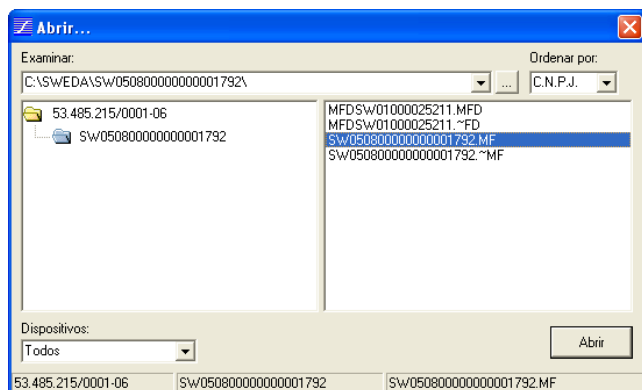 Abrir...
Examinar:
Ordenar por:
C:\SWEDA\SW050800000000001792\
...
C.N.P.J.
53.485.215/0001-06
SW050800000000001792
MFDSW01000025211.MFD
MFDSW01000025211.~FD
SW050800000000001792.MF
SW050800000000001792.~MF
Dispositivos:
Todos
Abrir
53.485.215/0001-06
SW050800000000001792
SW050800000000001792.MF